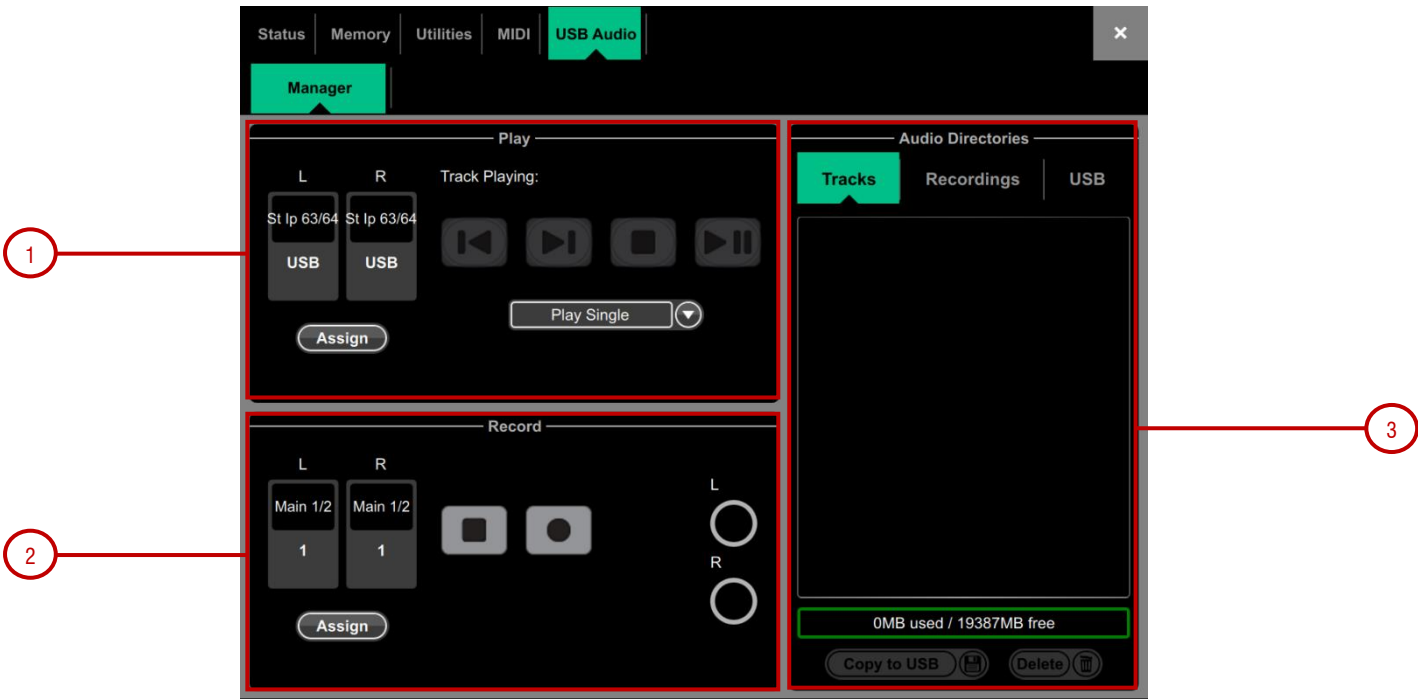 Status Memory Utilities MIDI USB Audio ×
Manager
Play
L R Track Playing:
St Ip 63/64 St Ip 63/64
USB USB
Play Single
Assign
Record
L R
Main 1/2 Main 1/2
1 1
L
R
Assign
Audio Directories
Tracks Recordings USB
0MB used / 19387MB free
Copy to USB Delete
1
2
3